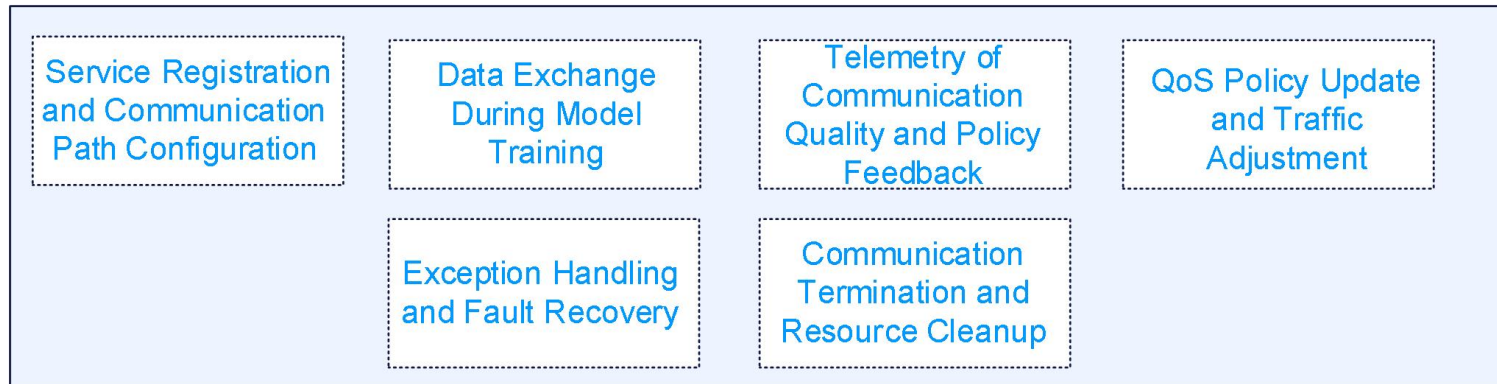 Service Registration
and Communication
Path Configuration
Data Exchange
During Model
Training
Telemetry of
Communication
Quality and Policy
Feedback
QoS Policy Update
and Traffic
Adjustment
Exception Handling
and Fault Recovery
Communication
Termination and
Resource Cleanup